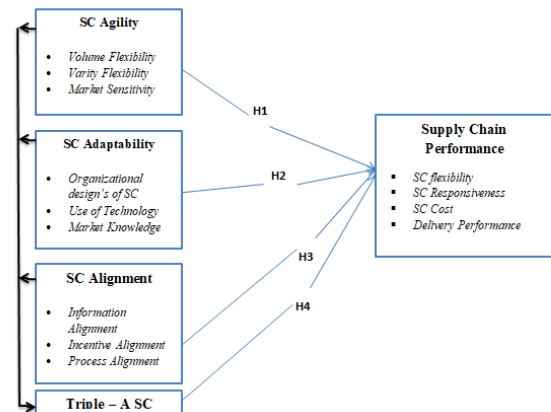 SC Agility
• Volume Flexibility
• Varity Flexibility
• Market Sensitivity
H1
SC Adaptability
• Organizational
design's of SC
• Use of Technology
• Market Knowledge
H2
SC Alignment
• Information
Alignment
• Incentive Alignment
• Process Alignment
H3
H4
Triple – A SC
Supply Chain
Performance
▪ SC flexibility
▪ SC Responsiveness
▪ SC Cost
▪ Delivery Performance